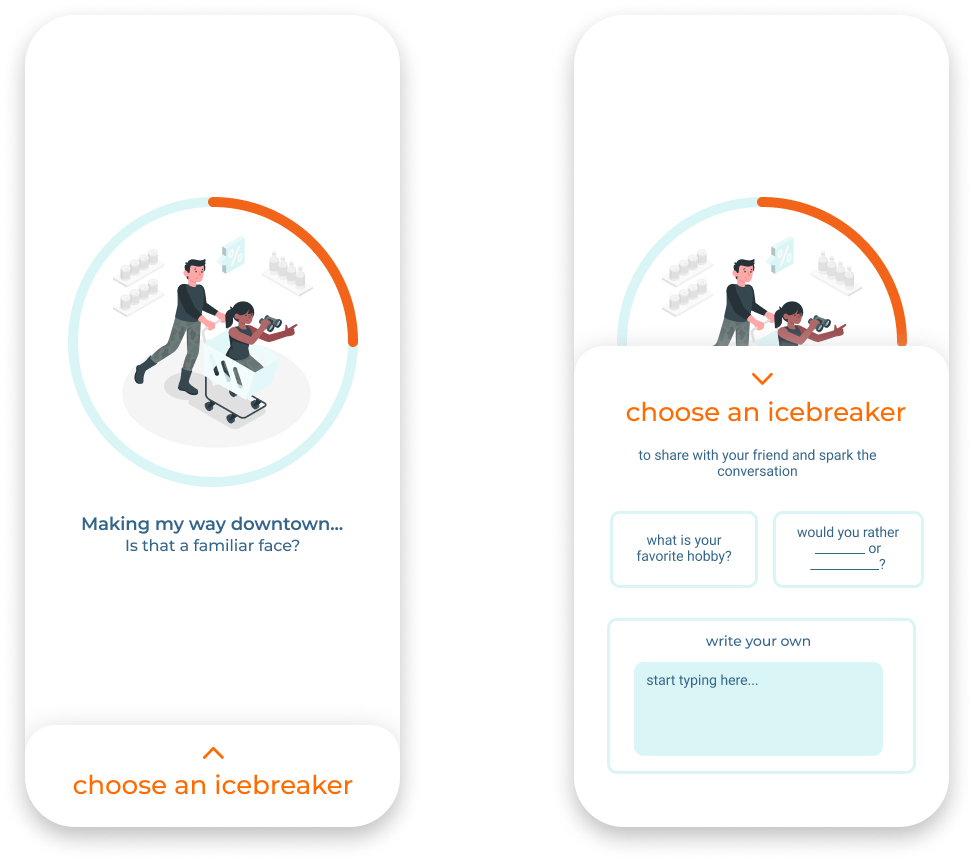 %
Making my way downtown...
Is that a familiar face?
choose an icebreaker
%
choose an icebreaker
to share with your friend and spark the
conversation
what is your
favorite hobby?
would you rather
_______ or
__________?
write your own
start typing here...